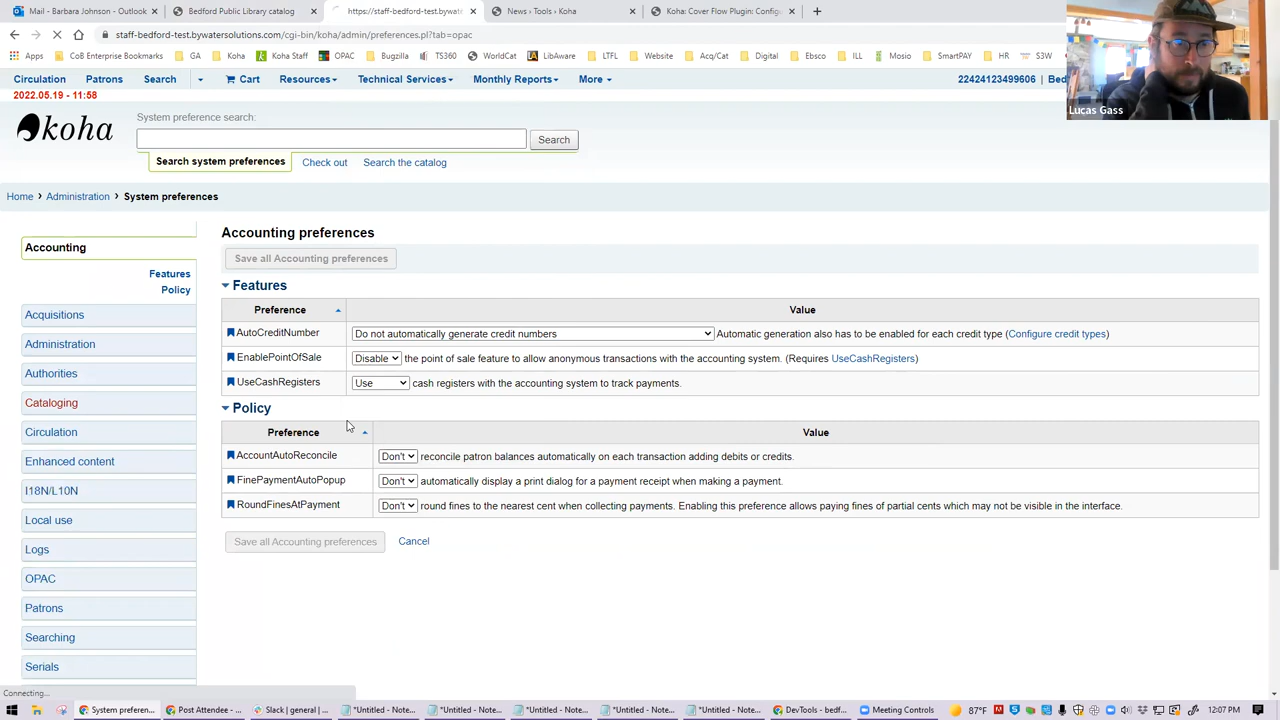 Mail - Barbara Johnson - Outlook
Bedford Public Library catalog
https://staff-bedford-test.bywat
News › Tools › Koha
Koha: Cover Flow Plugin: Config
staff-bedford-test.bywatersolutions.com/cgi-bin/koha/admin/preferences.pl?tab=opac
Apps
CoB Enterprise Bookmarks
GA
Koha
Koha Staff
OPAC
Bugzilla
TS360
WorldCat
LibAware
LTFL
Website
Acq/Cat
Digital
Ebsco
ILL
Mosio
SmartPAY
HR
S3W
Circulation
Patrons
Search
Cart
Resources
Technical Services
Monthly Reports
More
22424123499606 | Bed
2022.05.19 - 11:58
Lucas Gass
koha
System preference search:
Search
Search system preferences
Check out
Search the catalog
Home › Administration › System preferences
Accounting
Features
Policy
Acquisitions
Administration
Authorities
Cataloging
Circulation
Enhanced content
I18N/L10N
Local use
Logs
OPAC
Patrons
Searching
Serials
Accounting preferences
Save all Accounting preferences
Features
Preference
Value
AutoCreditNumber
Do not automatically generate credit numbers
Automatic generation also has to be enabled for each credit type (Configure credit types)
EnablePointOfSale
Disable the point of sale feature to allow anonymous transactions with the accounting system. (Requires UseCashRegisters)
UseCashRegisters
Use cash registers with the accounting system to track payments.
Policy
Preference
Value
AccountAutoReconcile
Don't reconcile patron balances automatically on each transaction adding debits or credits.
FinePaymentAutoPopup
Don't automatically display a print dialog for a payment receipt when making a payment.
RoundFinesAtPayment
Don't round fines to the nearest cent when collecting payments. Enabling this preference allows paying fines of partial cents which may not be visible in the interface.
Save all Accounting preferences
Cancel
Connecting...
System preferen...
Post Attendee - ...
Slack | general | ...
*Untitled - Note...
*Untitled - Note...
*Untitled - Note...
*Untitled - Note...
*Untitled - Note...
DevTools - bedf...
Meeting Controls
87°F
12:07 PM